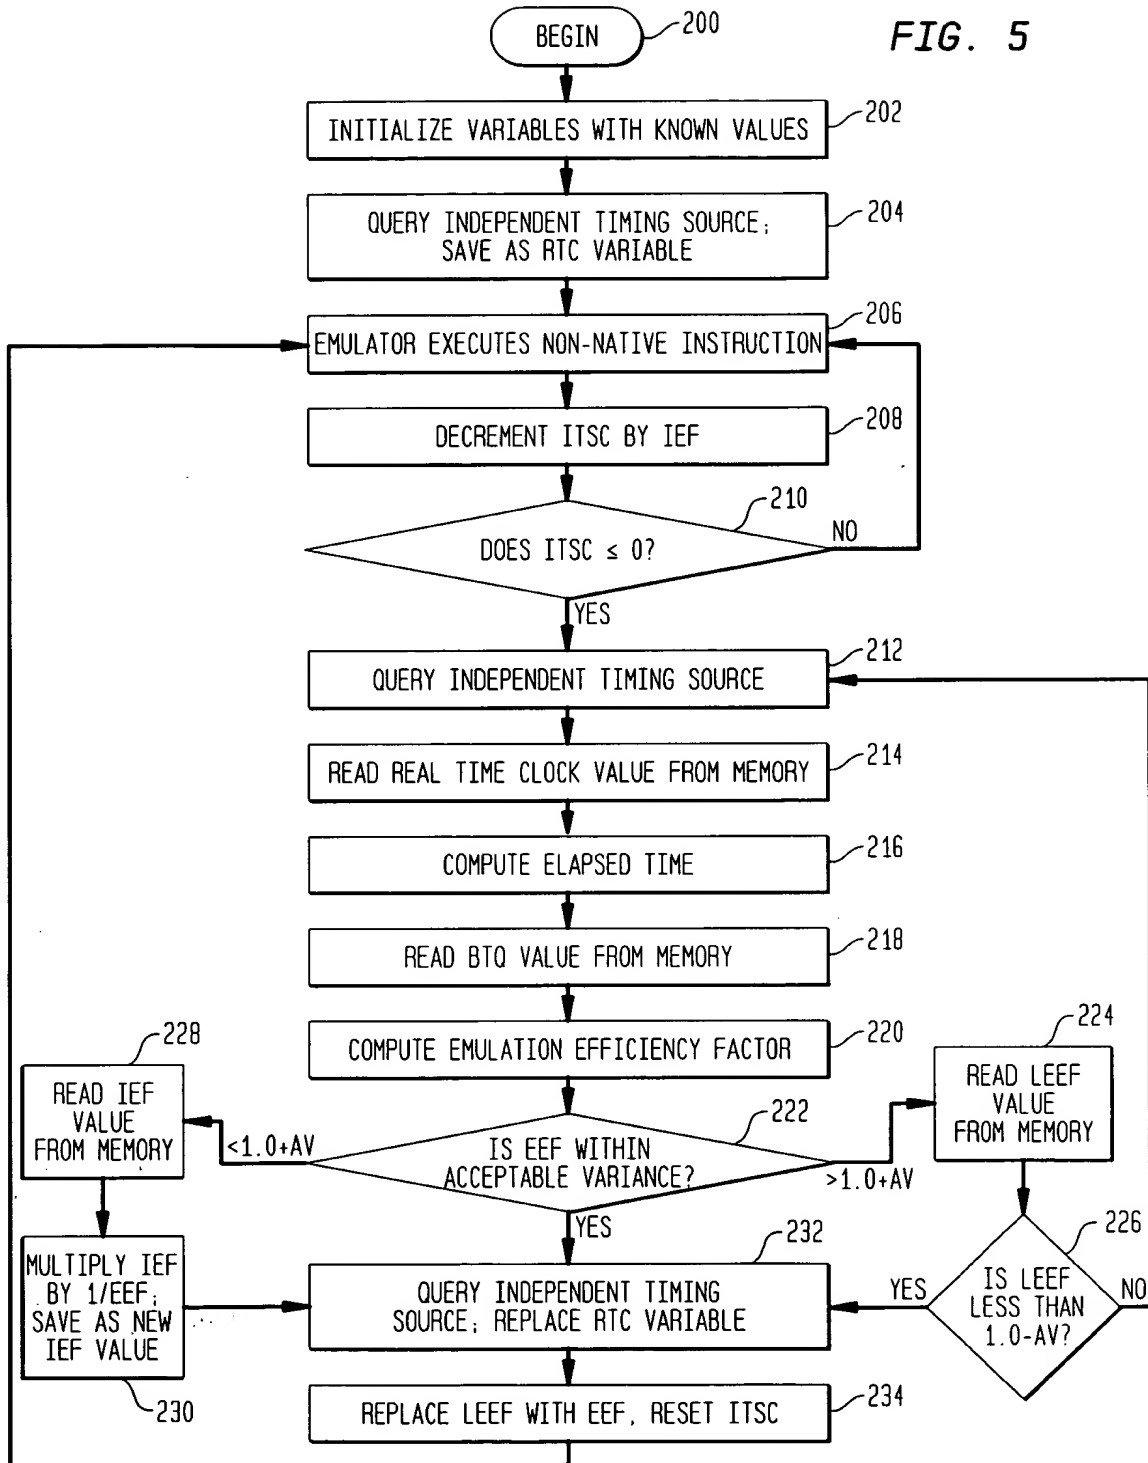 FIG. 5
BEGIN
200
INITIALIZE VARIABLES WITH KNOWN VALUES
202
QUERY INDEPENDENT TIMING SOURCE;
SAVE AS RTC VARIABLE
204
EMULATOR EXECUTES NON-NATIVE INSTRUCTION
206
DECREMENT ITSC BY IEF
208
DOES ITSC ≤ 0?
210
NO
YES
QUERY INDEPENDENT TIMING SOURCE
212
READ REAL TIME CLOCK VALUE FROM MEMORY
214
COMPUTE ELAPSED TIME
216
READ BTQ VALUE FROM MEMORY
218
COMPUTE EMULATION EFFICIENCY FACTOR
220
IS EEF WITHIN
ACCEPTABLE VARIANCE?
222
<1.0+AV
>1.0+AV
YES
READ LEEF
VALUE
FROM MEMORY
224
IS LEEF
LESS THAN
1.0-AV?
226
YES
NO
READ IEF
VALUE
FROM MEMORY
228
MULTIPLY IEF
BY 1/EEF;
SAVE AS NEW
IEF VALUE
230
QUERY INDEPENDENT TIMING
SOURCE; REPLACE RTC VARIABLE
232
REPLACE LEEF WITH EEF, RESET ITSC
234